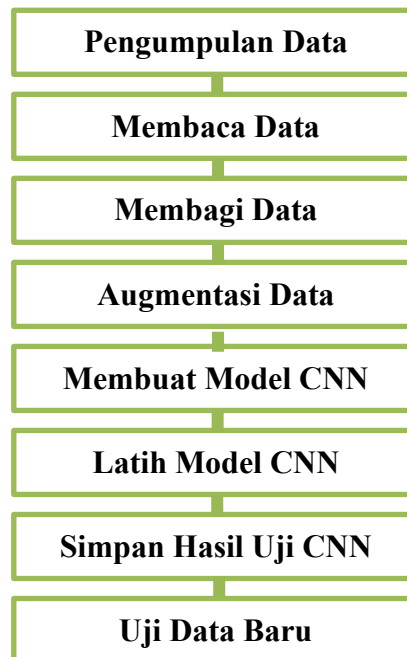 Pengumpulan Data
Membaca Data
Membagi Data
Augmentasi Data
Membuat Model CNN
Latih Model CNN
Simpan Hasil Uji CNN
Uji Data Baru